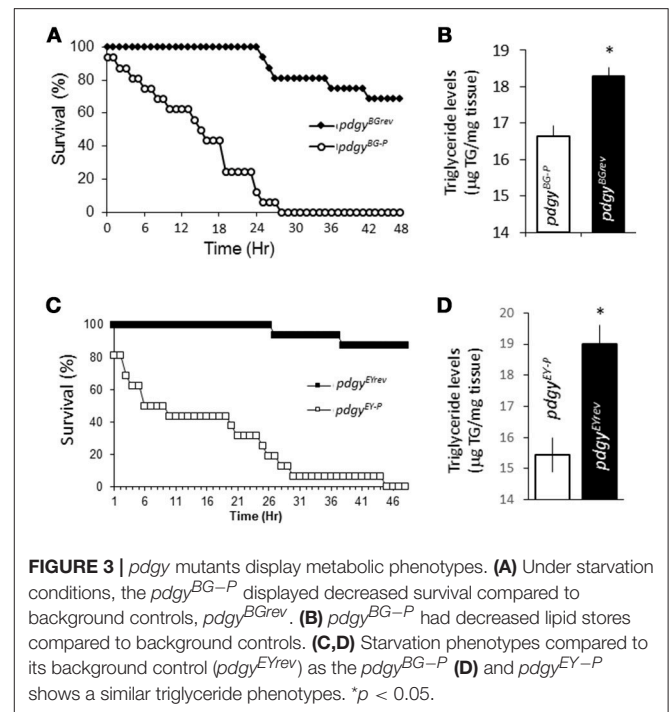 A
Survival (%)
100
80
60
40
20
0
pdgy^BGrev
pdgy^BG-P
0 6 12 18 24 30 36 42 48
Time (Hr)
B
Triglyceride levels
(µg TG/mg tissue)
19
18
17
16
15
14
*
pdgy^BG-P
pdgy^BGrev
C
Survival (%)
100
80
60
40
20
0
pdgy^EYrev
pdgy^EY-P
1 6 11 16 21 26 31 36 41 46
Time (Hr)
D
Triglyceride levels
(µg TG/mg tissue)
20
19
18
17
16
15
14
*
pdgy^EY-P
pdgy^EYrev
FIGURE 3 | pdgy mutants display metabolic phenotypes. (A) Under starvation
conditions, the pdgy^BG−P displayed decreased survival compared to
background controls, pdgy^BGrev. (B) pdgy^BG−P had decreased lipid stores
compared to background controls. (C,D) Starvation phenotypes compared to
its background control (pdgy^EYrev) as the pdgy^BG−P (D) and pdgy^EY−P
shows a similar triglyceride phenotypes. *p < 0.05.